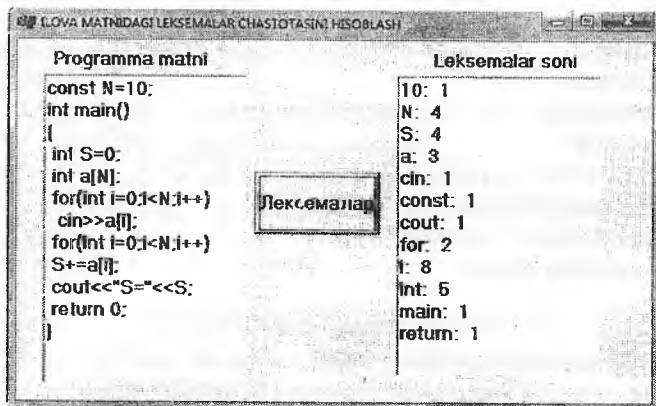 ILOVA MATNIDAGI LEKSEMALAR CHASTOTASINI HISOBLASH
Programma matni
const N=10;
int main()
{
int S=0;
int a[N];
for(int i=0;i<N;i++)
cin>>a[i];
for(int i=0;i<N;i++)
S+=a[i];
cout<<"S="<<S;
return 0;
}
Лексемалар
Leksemalar soni
10: 1
N: 4
S: 4
a: 3
cin: 1
const: 1
cout: 1
for: 2
i: 8
int: 5
main: 1
return: 1